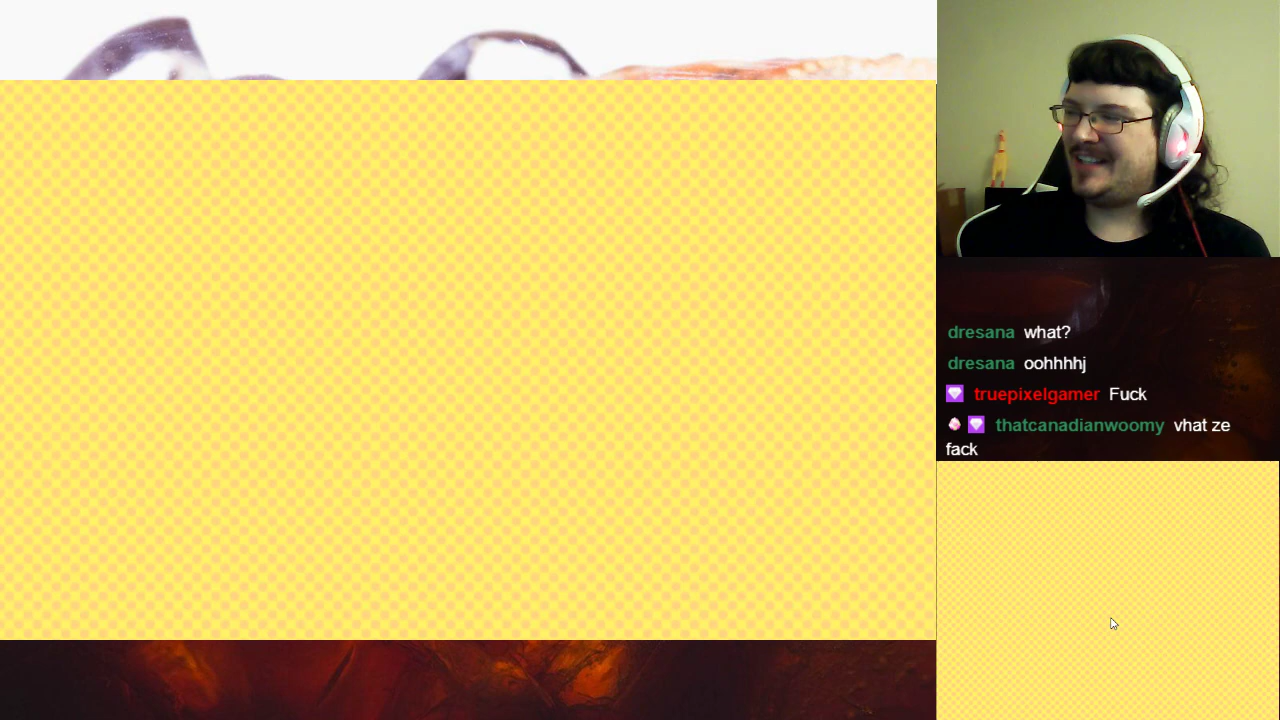 dresana what?
dresana oohhhhj
truepixelgamer Fuck
thatcanadianwoomy vhat ze
fack